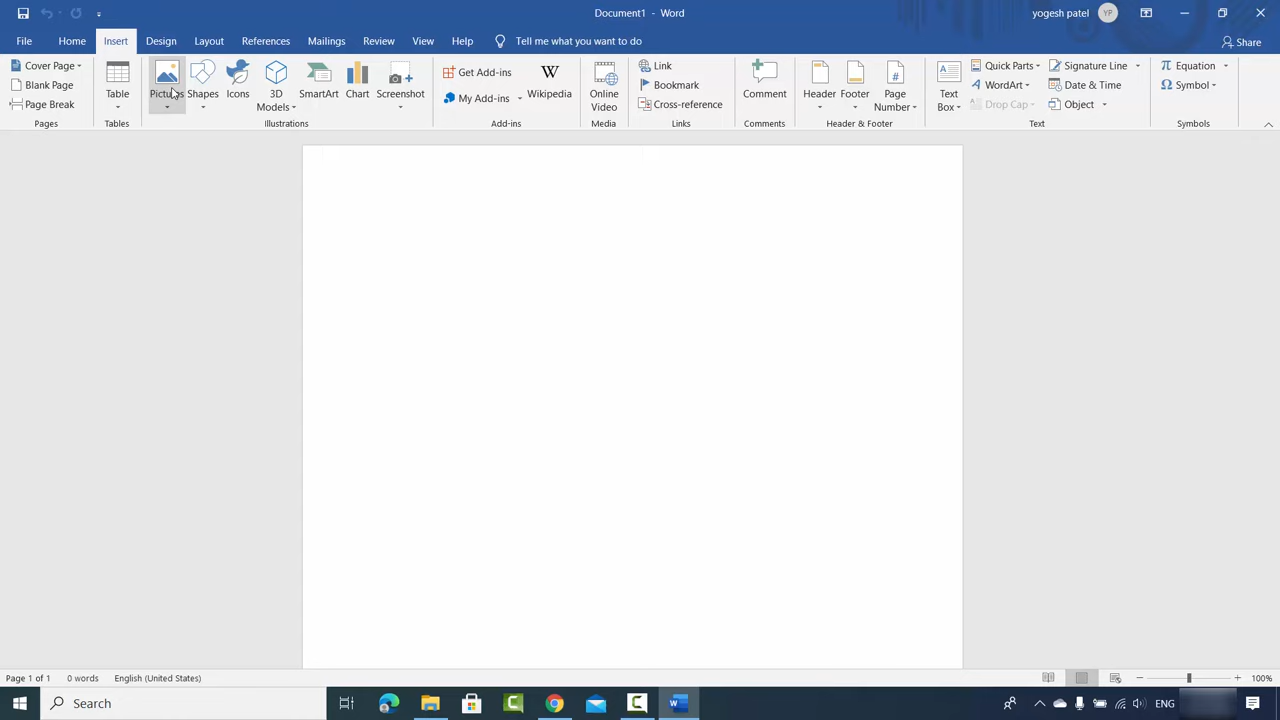 Document1 - Word
yogesh patel
YP
File
Home
Insert
Design
Layout
References
Mailings
Review
View
Help
Tell me what you want to do
Share
Cover Page
Blank Page
Page Break
Pages
Table
Tables
Shapes
Icons
3D
Models
SmartArt
Chart
Screenshot
Illustrations
Get Add-ins
My Add-ins
W
Wikipedia
Add-ins
Online
Video
Media
Link
Bookmark
Cross-reference
Links
Comment
Comments
Header
Footer
Page
Number
Header & Footer
Text
Box
Quick Parts
WordArt
Drop Cap
Signature Line
Date & Time
Object
Text
Equation
Symbol
Symbols
Page 1 of 1
0 words
English (United States)
100%
Search
ENG